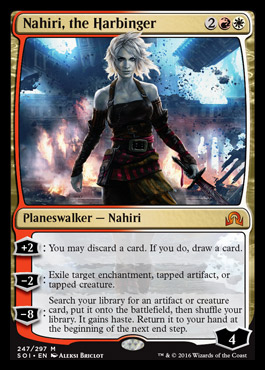 Nahiri, the Harbinger 2
Planeswalker — Nahiri
+2: You may discard a card. If you do, draw a card.
−2: Exile target enchantment, tapped artifact, or
tapped creature.
Search your library for an artifact or creature
card, put it onto the battlefield, then shuffle your
−8: library. It gains haste. Return it to your hand at
the beginning of the next end step.
4
247/297 M
SOI • EN Aleksi Briclot
™ & © 2016 Wizards of the Coast